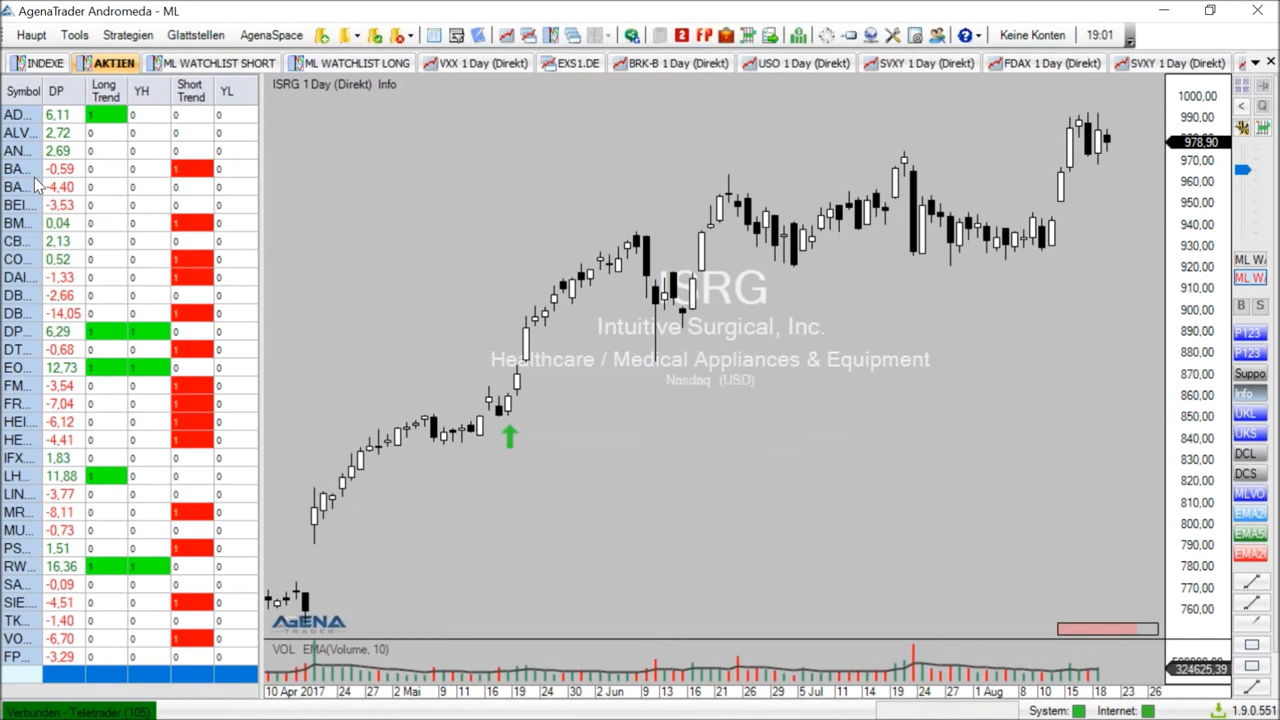 AgenaTrader Andromeda - ML
Haupt Tools Strategien Glattstellen AgenaSpace Keine Konten 19:01
INDEXE AKTIEN ML WATCHLIST SHORT ML WATCHLIST LONG VXX 1 Day (Direkt) EXS1.DE BRK-B 1 Day (Direkt) USO 1 Day (Direkt) SVXY 1 Day (Direkt) FDAX 1 Day (Direkt) SVXY 1 Day (Direkt)
Symbol DP Long Trend YH Short Trend YL
AD... 6,11 1 0 0 0
ALV... 2,72 0 0 0 0
AN... 2,69 0 0 0 0
BA... -0,59 0 0 1 0
BA... -4,40 0 0 0 0
BEI... -3,53 0 0 0 0
BM... 0,04 0 0 1 0
CB... 2,13 0 0 0 0
CO... 0,52 0 0 1 0
DAI... -1,33 0 0 1 0
DB... -2,66 0 0 0 0
DB... -14,05 0 0 1 0
DP... 6,29 1 1 0 0
DT... -0,68 0 0 1 0
EO... 12,73 1 1 0 0
FM... -3,54 0 0 1 0
FR... -7,04 0 0 1 0
HEI... -6,12 0 0 1 0
HE... -4,41 0 0 1 0
IFX... 1,83 0 0 0 0
LH... 11,88 1 0 0 0
LIN... -3,77 0 0 0 0
MR... -8,11 0 0 1 0
MU... -0,73 0 0 0 0
PS... 1,51 0 0 1 0
RW... 16,36 1 1 0 0
SA... -0,09 0 0 0 0
SIE... -4,51 0 0 1 0
TK... -1,40 0 0 0 0
VO... -6,70 0 0 1 0
FP... -3,29 0 0 0 0
ISRG 1 Day (Direkt) Info
ISRG
Intuitive Surgical, Inc.
Healthcare / Medical Appliances & Equipment
Nasdaq (USD)
AGENA
TRADER
1000,00
990,00
978,90
970,00
960,00
950,00
940,00
930,00
920,00
910,00
900,00
890,00
880,00
870,00
860,00
850,00
840,00
830,00
820,00
810,00
800,00
790,00
780,00
770,00
760,00
VOL EMA(Volume, 10)
324625,39
10 Apr 2017 24 27 2 Mai 8 11 16 19 24 30 2 Jun 9 13 16 21 26 29 5 Jul 11 14 19 24 27 1 Aug 7 10 15 18 23 26
ML WA
ML WA
B S
P123
P123
Suppo
Info
UKL
UKS
DCL
DCS
MLVO
EMA20
EMA50
EMA20
Verbunden - Teletrader (105) System: Internet: 1.9.0.551